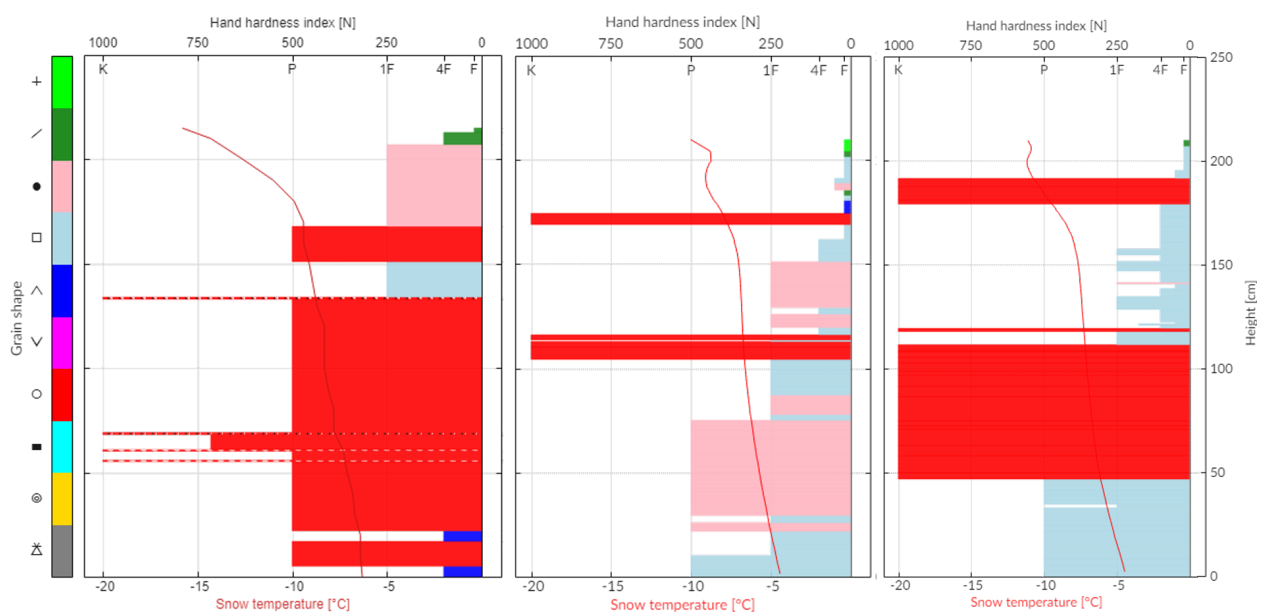 Hand hardness index [N] Hand hardness index [N] Hand hardness index [N]
1000 750 500 250 0 1000 750 500 250 0 1000 750 500 250 0
K P 1F 4F F K P 1F 4F F K P 1F 4F F
250
200
150
100
50
0
Grain shape
Height [cm]
-20 -15 -10 -5 -20 -15 -10 -5 -20 -15 -10 -5
Snow temperature [°C] Snow temperature [°C] Snow temperature [°C]